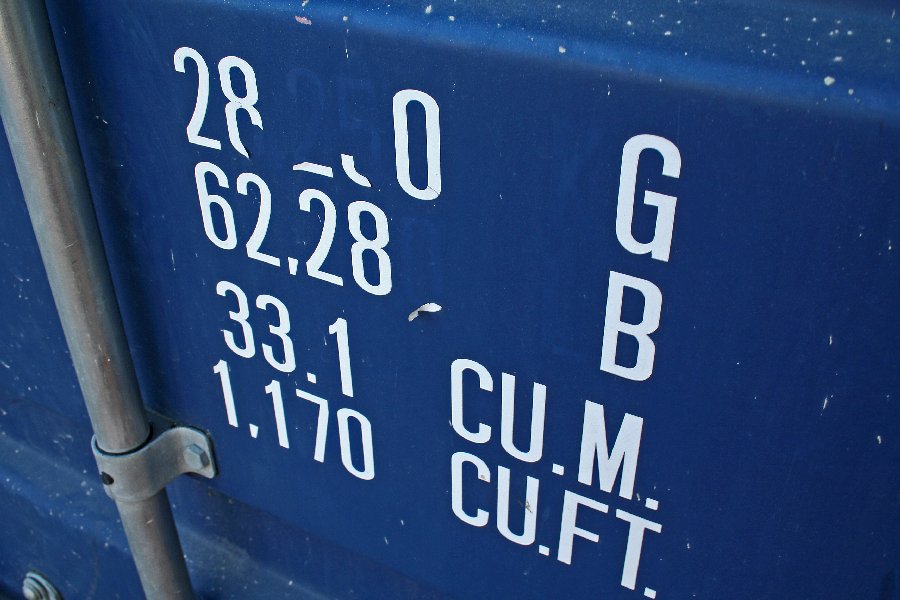 28 0 G
62,28 B
33.1 CU.M.
1,170 CU.FT.